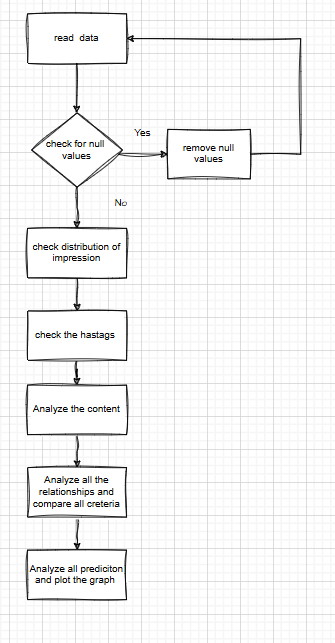 read data
check for null
values
Yes
remove null
values
No
check distribution of
impression
check the hastags
Analyze the content
Analyze all the
relationships and
compare all creteria
Analyze all prediciton
and plot the graph